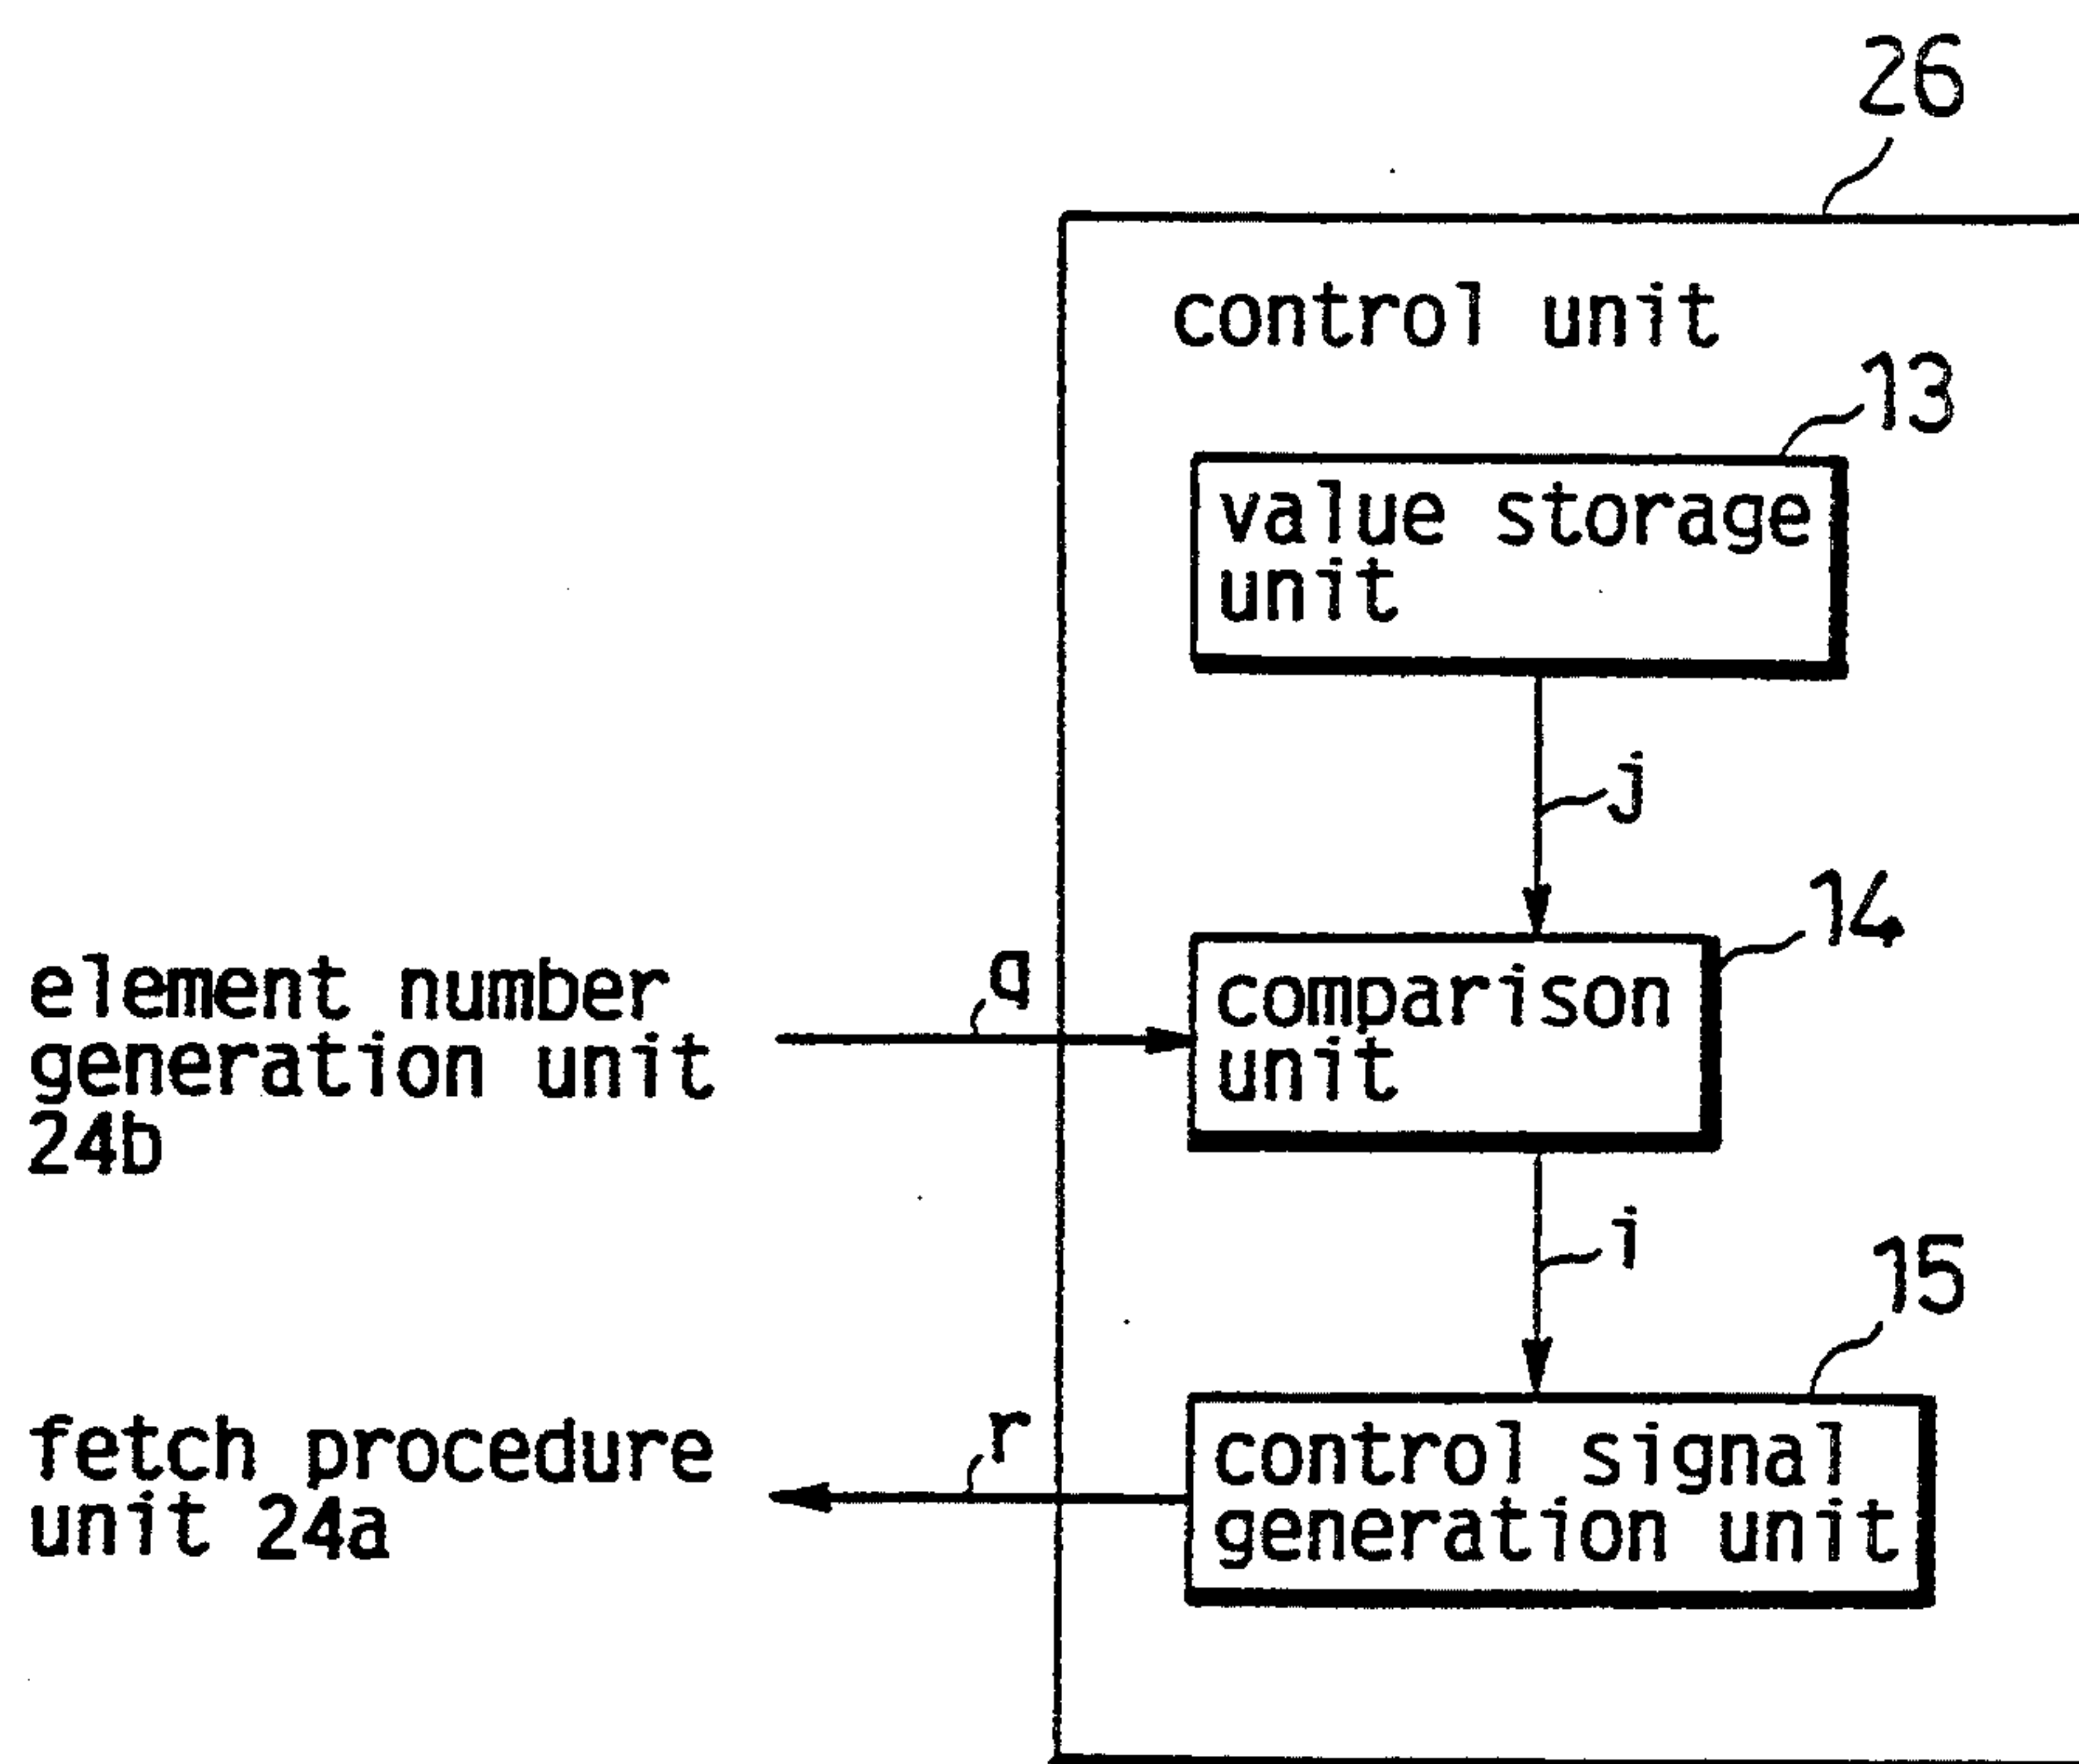 26
control unit
13
value storage
unit
j
14
element number
generation unit
24b
q
comparison
unit
i
15
fetch procedure
unit 24a
r
control signal
generation unit